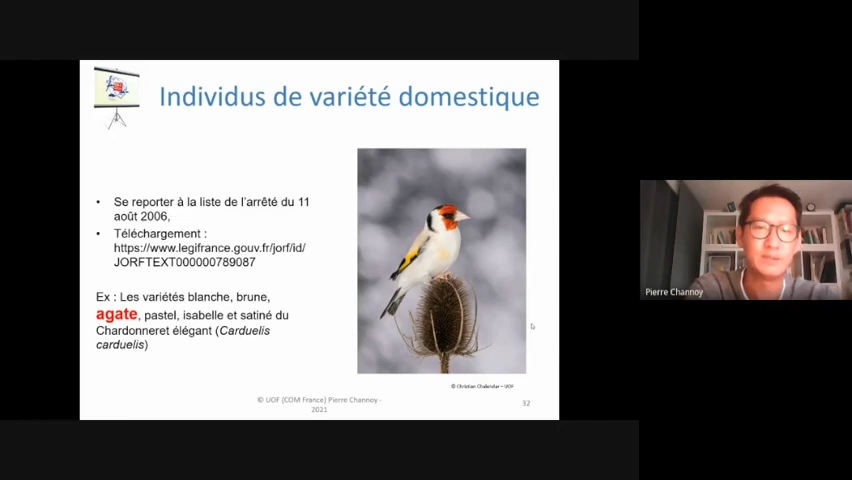 Individus de variété domestique
• Se reporter à la liste de l'arrêté du 11
août 2006,
• Téléchargement :
https://www.legifrance.gouv.fr/jorf/id/
JORFTEXT000000789087
Ex : Les variétés blanche, brune,
agate, pastel, isabelle et satiné du
Chardonneret élégant (Carduelis
carduelis)
© Christian Chalendar – UOF
© UOF (COM France) Pierre Channoy -
2021
32
Pierre Channoy